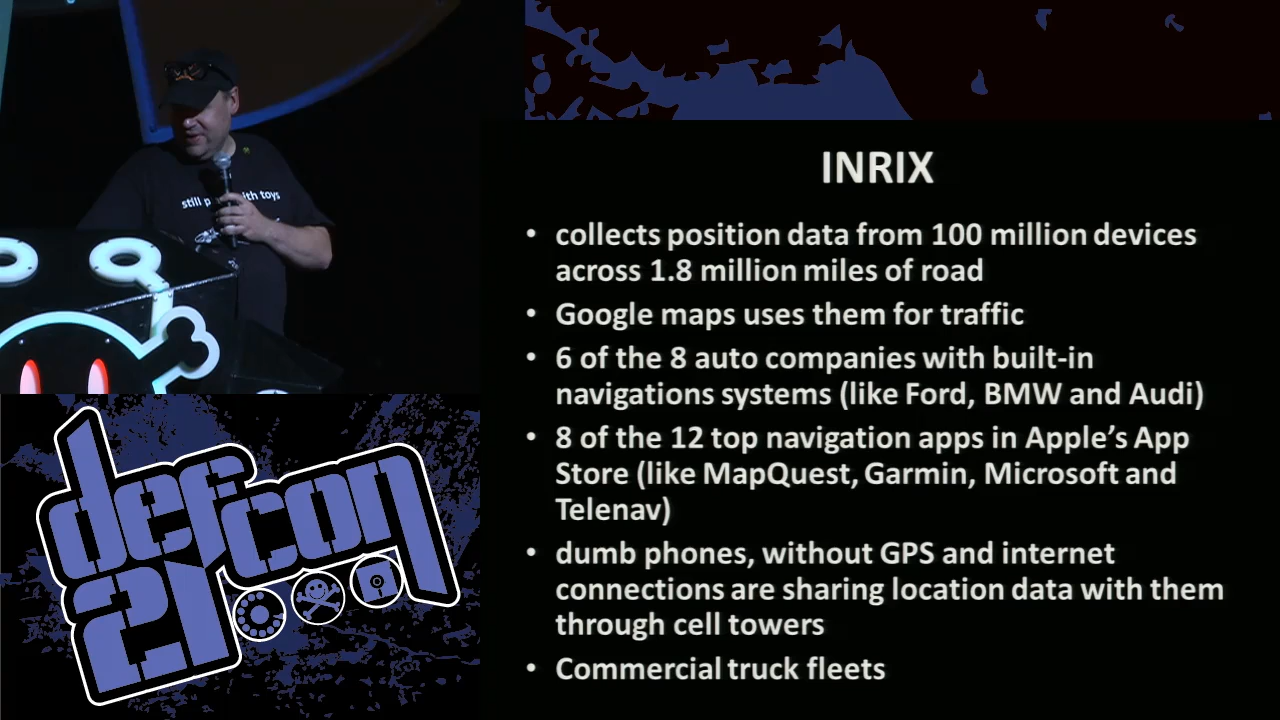 still p with toys
defcon
21
INRIX
• collects position data from 100 million devices
across 1.8 million miles of road
• Google maps uses them for traffic
• 6 of the 8 auto companies with built-in
navigations systems (like Ford, BMW and Audi)
• 8 of the 12 top navigation apps in Apple’s App
Store (like MapQuest, Garmin, Microsoft and
Telenav)
• dumb phones, without GPS and internet
connections are sharing location data with them
through cell towers
• Commercial truck fleets